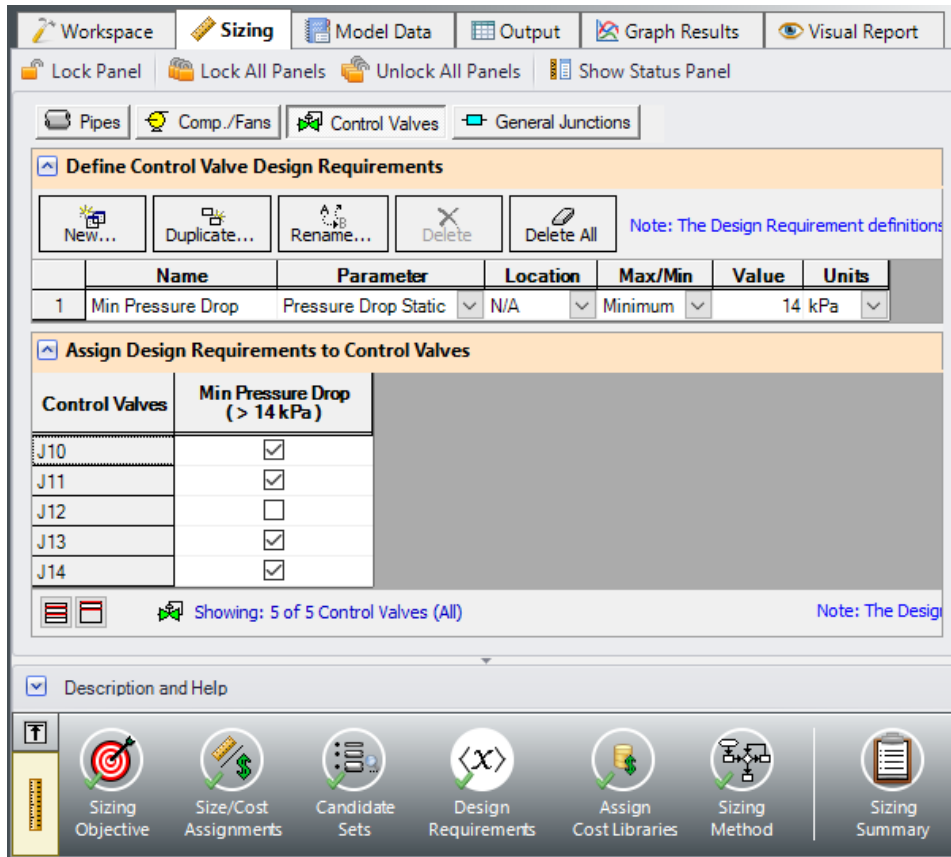 Workspace Sizing Model Data Output Graph Results Visual Report
Lock Panel Lock All Panels Unlock All Panels Show Status Panel
Pipes Comp./Fans Control Valves General Junctions
Define Control Valve Design Requirements
New... Duplicate... Rename... Delete Delete All Note: The Design Requirement definitions
Name Parameter Location Max/Min Value Units
1 Min Pressure Drop Pressure Drop Static N/A Minimum 14 kPa
Assign Design Requirements to Control Valves
Control Valves Min Pressure Drop
( > 14 kPa )
J10
J11
J12
J13
J14
Showing: 5 of 5 Control Valves (All) Note: The Desig
Description and Help
Sizing Size/Cost Candidate Design Assign Sizing Sizing
Objective Assignments Sets Requirements Cost Libraries Method Summary